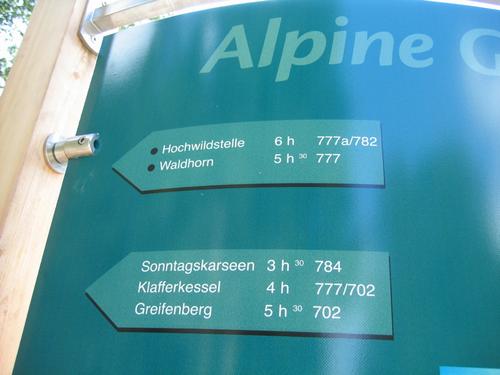 Alpine G
Hochwildstelle 6 h 777a/782
Waldhorn 5 h 30 777
Sonntagskarseen 3 h 30 784
Klafferkessel 4 h 777/702
Greifenberg 5 h 30 702